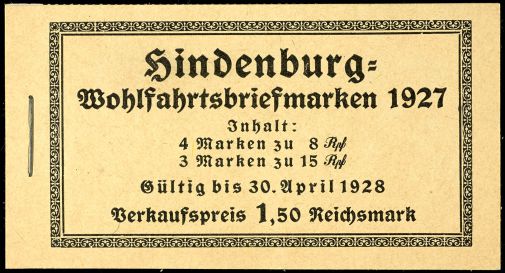 Hindenburg=
Wohlfahrtsbriefmarken 1927
Inhalt:
4 Marken zu 8 Rpf
3 Marken zu 15 Rpf
Gültig bis 30. April 1928
Verkaufspreis 1,50 Reichsmark